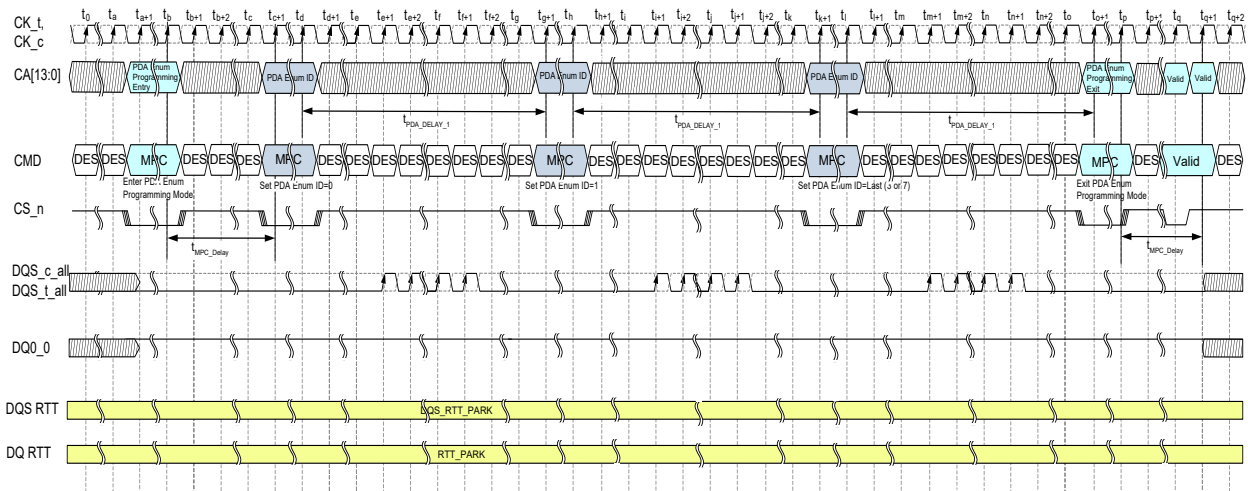 CK_t, t0 ta ta+1 tb tb+1 tb+2 tc tc+1 td td+1 te te+1 te+2 tf tf+1 tf+2 tg tg+1 th th+1 ti ti+1 ti+2 tj tj+1 tj+2 tk tk+1 tl tl+1 tm tm+1 tm+2 tn tn+1 tn+2 to to+1 tp tp+1 tq tq+1 tq+2
CK_c
CA[13:0] PDA Enum Programming Entry PDA Enum ID PDA Enum ID PDA Enum ID PDA Enum Programming Exit Valid Valid
tPDA_DELAY_1 tPDA_DELAY_1 tPDA_DELAY_1
CMD DES DES MPC DES DES DES MPC DES DES DES DES DES DES DES DES MPC DES DES DES DES DES DES DES DES MPC DES DES DES DES DES DES DES DES MPC DES Valid
Enter PDA Enum Programming Mode Set PDA Enum ID=0 Set PDA Enum ID=1 Set PDA Enum ID=Last (3 or 7) Exit PDA Enum Programming Mode
CS_n
tMPC_Delay tMPC_Delay
DQS_c_all
DQS_t_all
DQ0_0
DQS RTT DQS_RTT_PARK
DQ RTT RTT_PARK